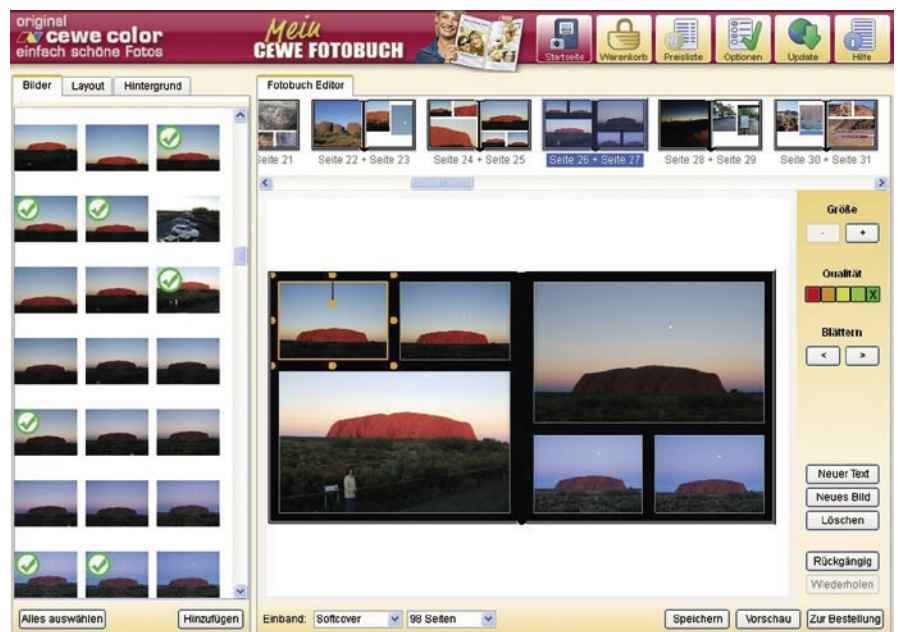 original
cewe color
einfach schöne Fotos
Mein
CEWE FOTOBUCH
Startseite
Warenkorb
Preisliste
Optionen
Update
Hilfe
Bilder
Layout
Hintergrund
Fotobuch Editor
Seite 21
Seite 22 + Seite 23
Seite 24 + Seite 25
Seite 26 + Seite 27
Seite 28 + Seite 29
Seite 30 + Seite 31
Größe
- +
Qualität
X
Blättern
< >
Neuer Text
Neues Bild
Löschen
Rückgängig
Wiederholen
Alles auswählen
Hinzufügen
Einband:
Softcover
98 Seiten
Speichern
Vorschau
Zur Bestellung